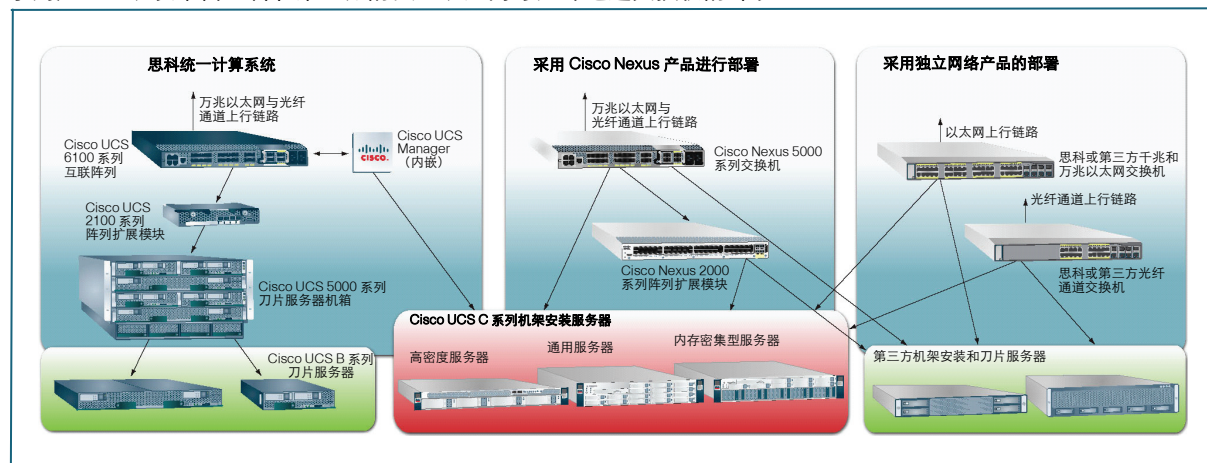 思科统一计算系统
万兆以太网与光纤
通道上行链路
Cisco UCS
6100 系列
互联阵列
CISCO.
Cisco UCS
Manager
（内嵌）
Cisco UCS
2100 系列
阵列扩展模块
Cisco UCS 5000 系列
刀片服务器机箱
Cisco UCS B 系列
刀片服务器
采用 Cisco Nexus 产品进行部署
万兆以太网与
光纤通道上行链路
Cisco Nexus 5000
系列交换机
Cisco Nexus 2000
系列阵列扩展模块
Cisco UCS C 系列机架安装服务器
高密度服务器
通用服务器
内存密集型服务器
采用独立网络产品的部署
以太网上行链路
思科或第三方千兆和
万兆以太网交换机
光纤通道上行链路
思科或第三方光纤
通道交换机
第三方机架安装和刀片服务器